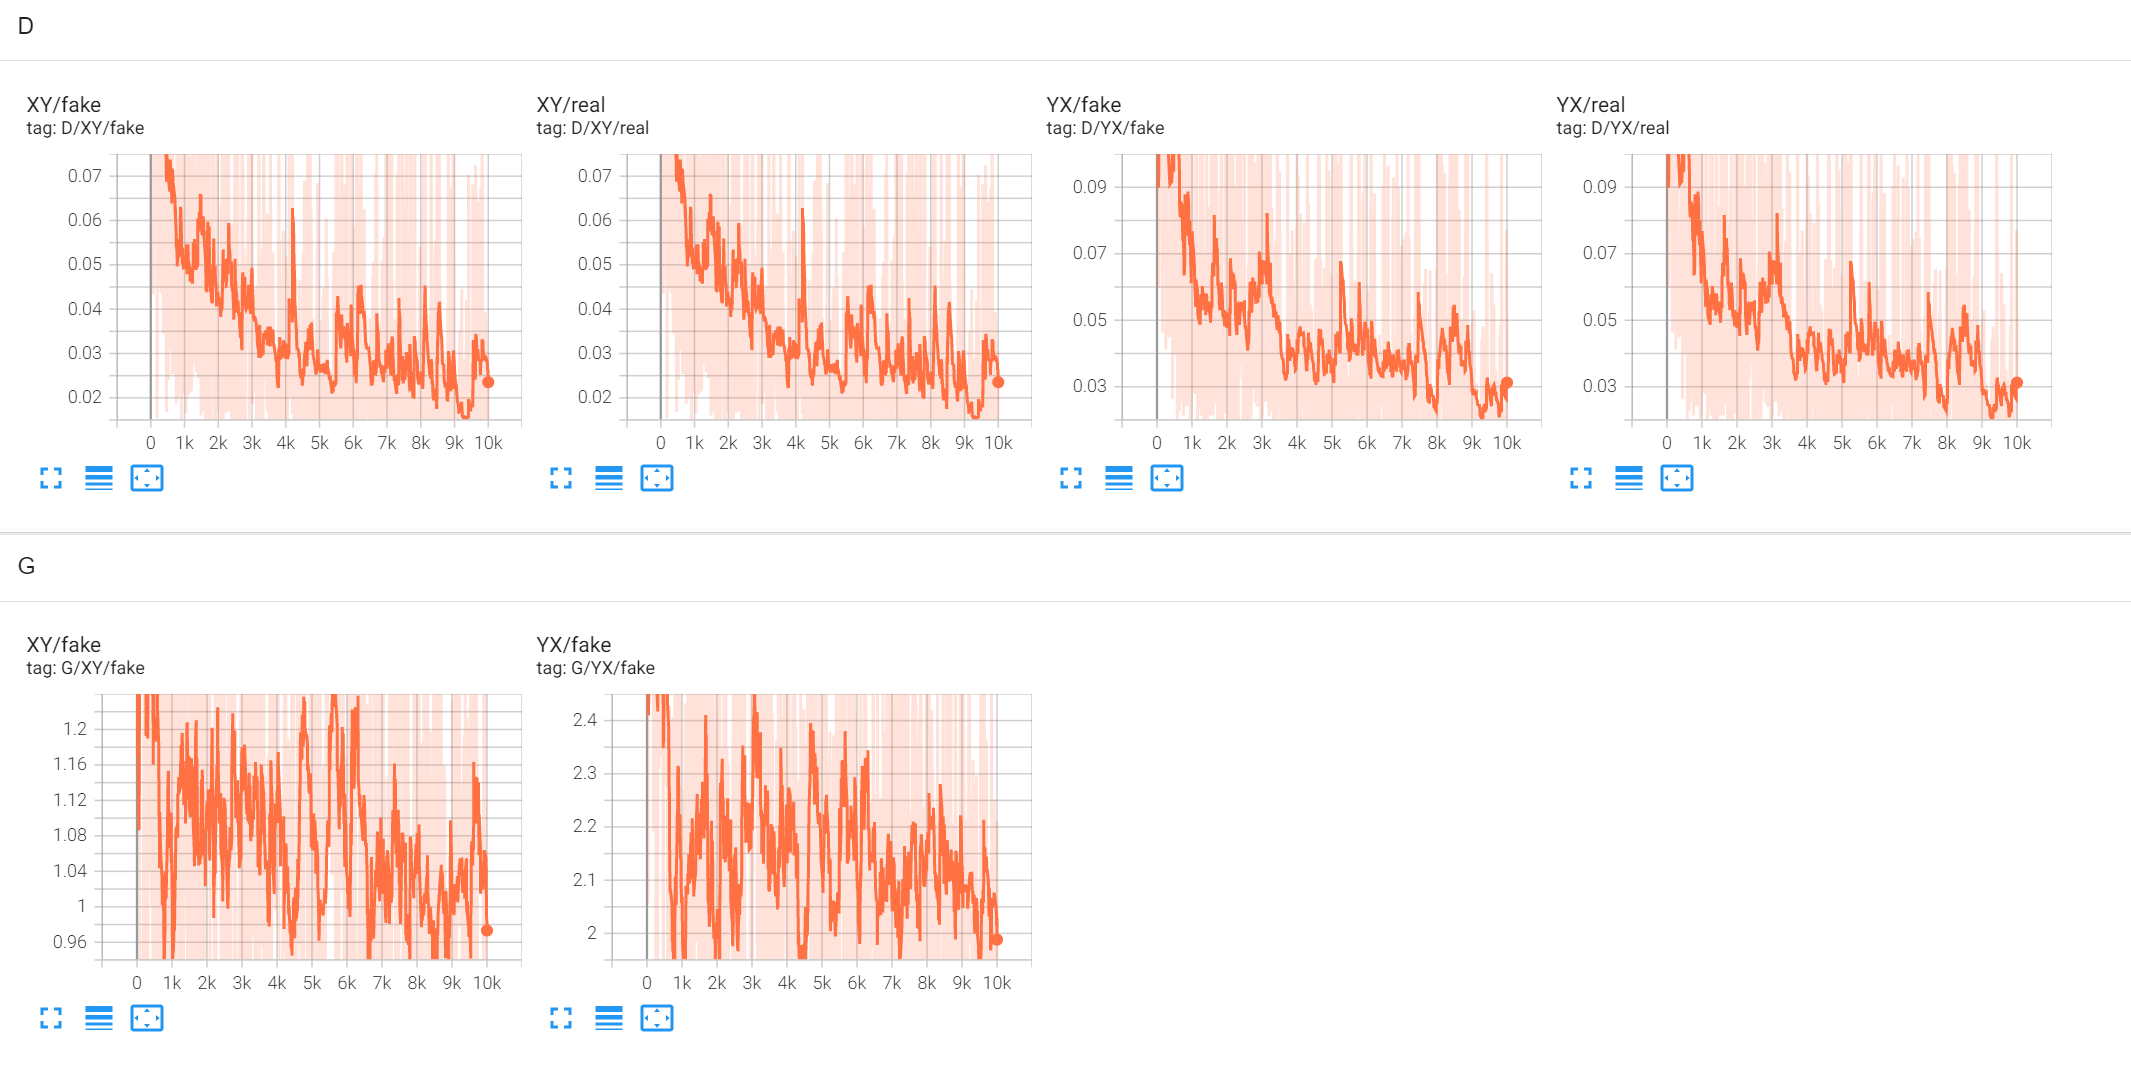 D
XY/fake
tag: D/XY/fake
0.07
0.06
0.05
0.04
0.03
0.02
0 1k 2k 3k 4k 5k 6k 7k 8k 9k 10k
XY/real
tag: D/XY/real
0.07
0.06
0.05
0.04
0.03
0.02
0 1k 2k 3k 4k 5k 6k 7k 8k 9k 10k
YX/fake
tag: D/YX/fake
0.09
0.07
0.05
0.03
0 1k 2k 3k 4k 5k 6k 7k 8k 9k 10k
YX/real
tag: D/YX/real
0.09
0.07
0.05
0.03
0 1k 2k 3k 4k 5k 6k 7k 8k 9k 10k
G
XY/fake
tag: G/XY/fake
1.2
1.16
1.12
1.08
1.04
1
0.96
0 1k 2k 3k 4k 5k 6k 7k 8k 9k 10k
YX/fake
tag: G/YX/fake
2.4
2.3
2.2
2.1
2
0 1k 2k 3k 4k 5k 6k 7k 8k 9k 10k